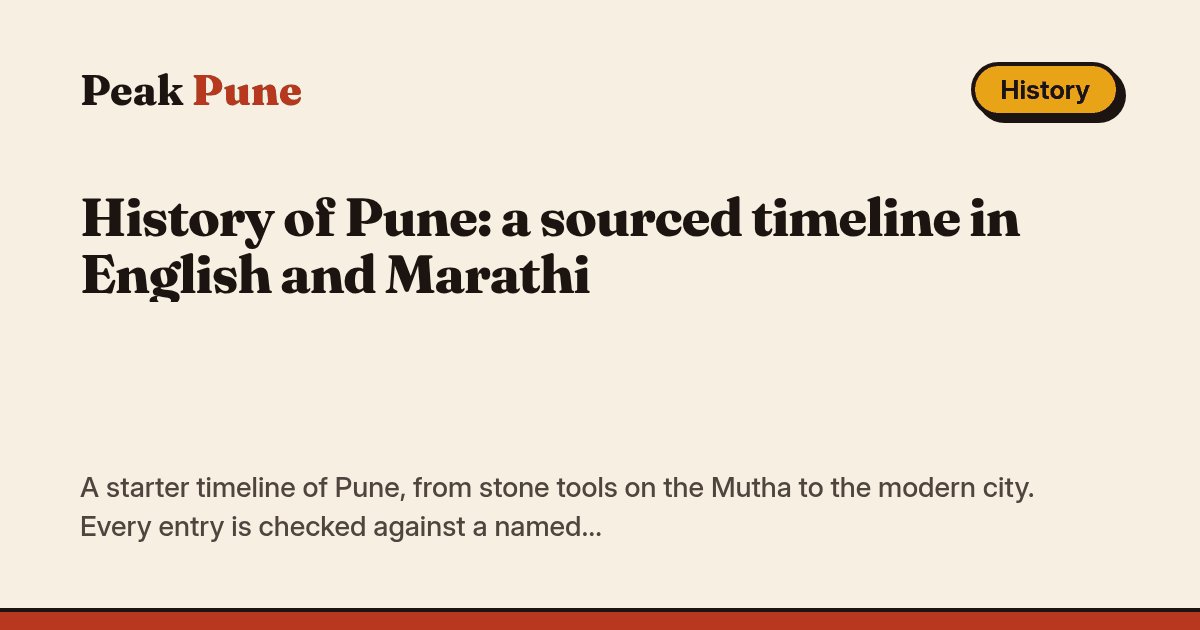 Peak Pune
History
History of Pune: a sourced timeline in
English and Marathi
A starter timeline of Pune, from stone tools on the Mutha to the modern city.
Every entry is checked against a named...